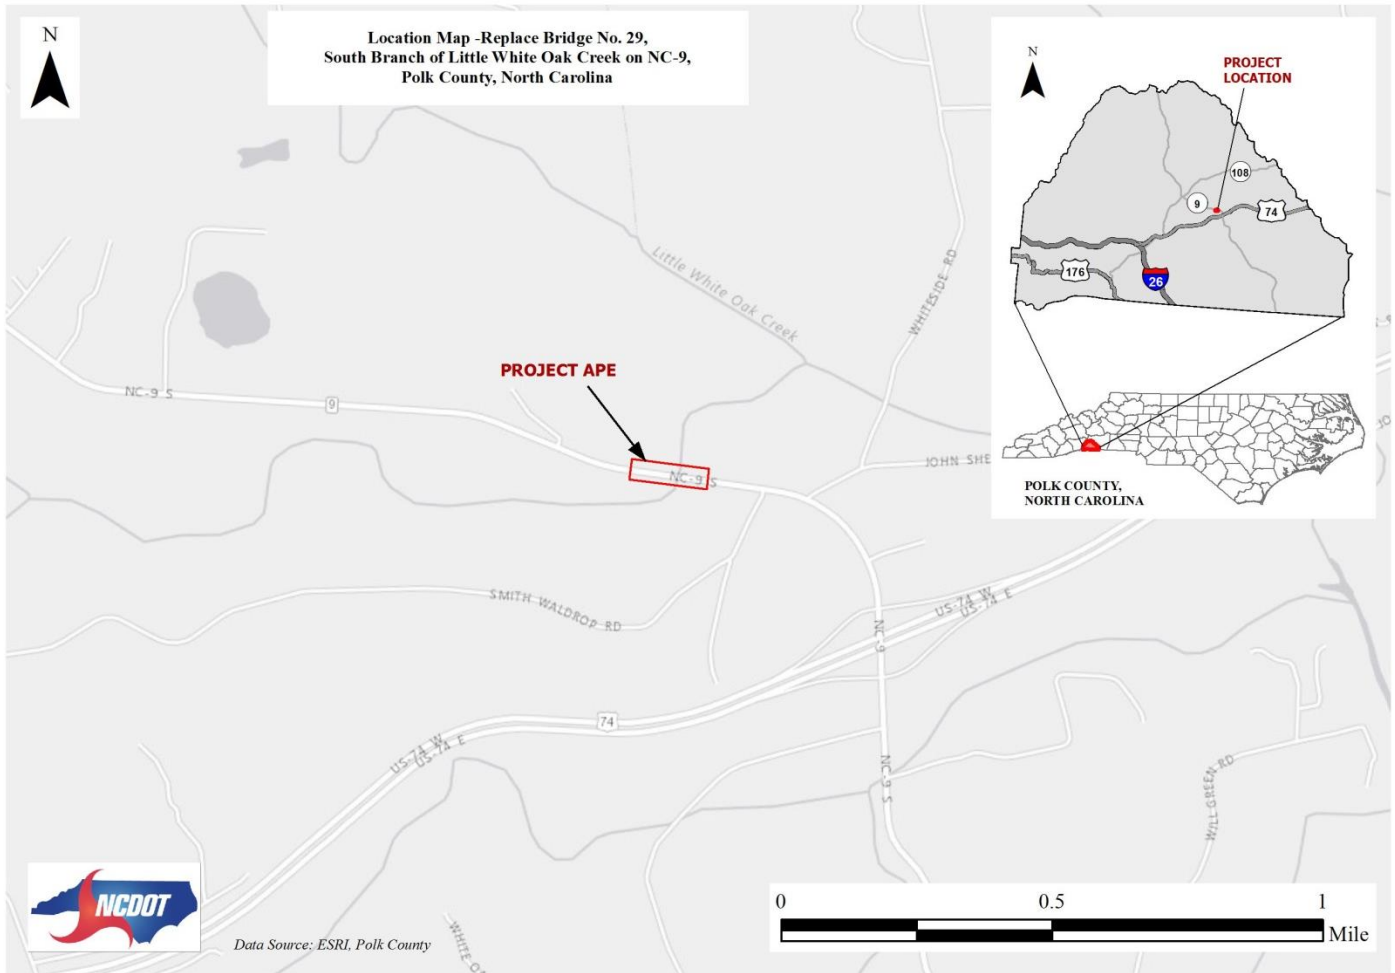 N
Location Map -Replace Bridge No. 29,
South Branch of Little White Oak Creek on NC-9,
Polk County, North Carolina
N
PROJECT
LOCATION
108
9
74
176
26
POLK COUNTY,
NORTH CAROLINA
Little White Oak Creek
WHITESIDE RD
PROJECT APE
NC-9 S
9
NC-9 S
JOHN SHE
SMITH WALDROP RD
US-74 W
US-74 E
NC-9
74
US-74 W
US-74 E
NC-9 S
WILL GREEN RD
WHITE O
NCDOT
Data Source: ESRI, Polk County
0 0.5 1
Mile